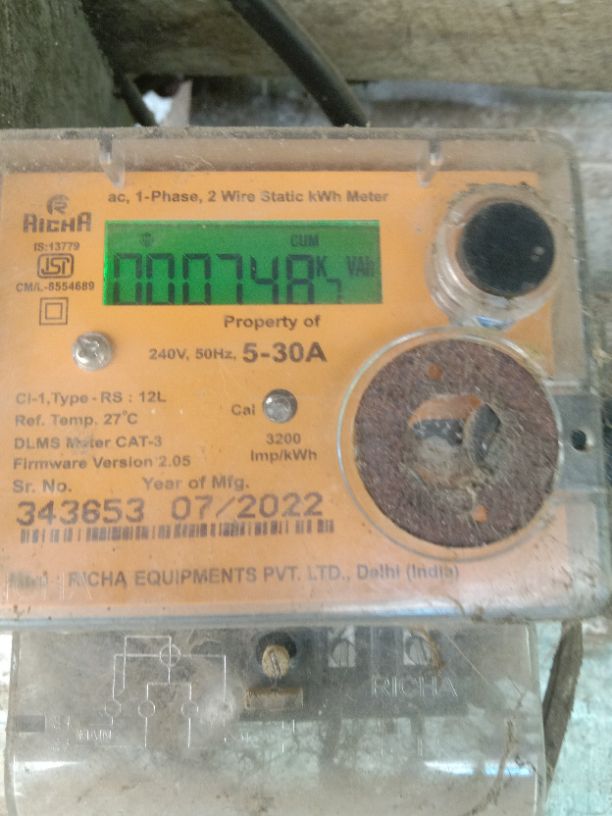 ac, 1-Phase, 2 Wire Static kWh Meter
RICHA
IS:13779
ISI
CM/L-8554689
CUM
000748 K VAh
7
Property of
240V, 50Hz, 5-30A
Cl-1,Type - RS : 12L
Ref. Temp. 27°C
Cal
3200
Imp/kWh
DLMS Meter CAT-3
Firmware Version 2.05
Sr. No. Year of Mfg.
343653 07/2022
RICHA EQUIPMENTS PVT. LTD., Delhi (India)
RICHA
MAIN